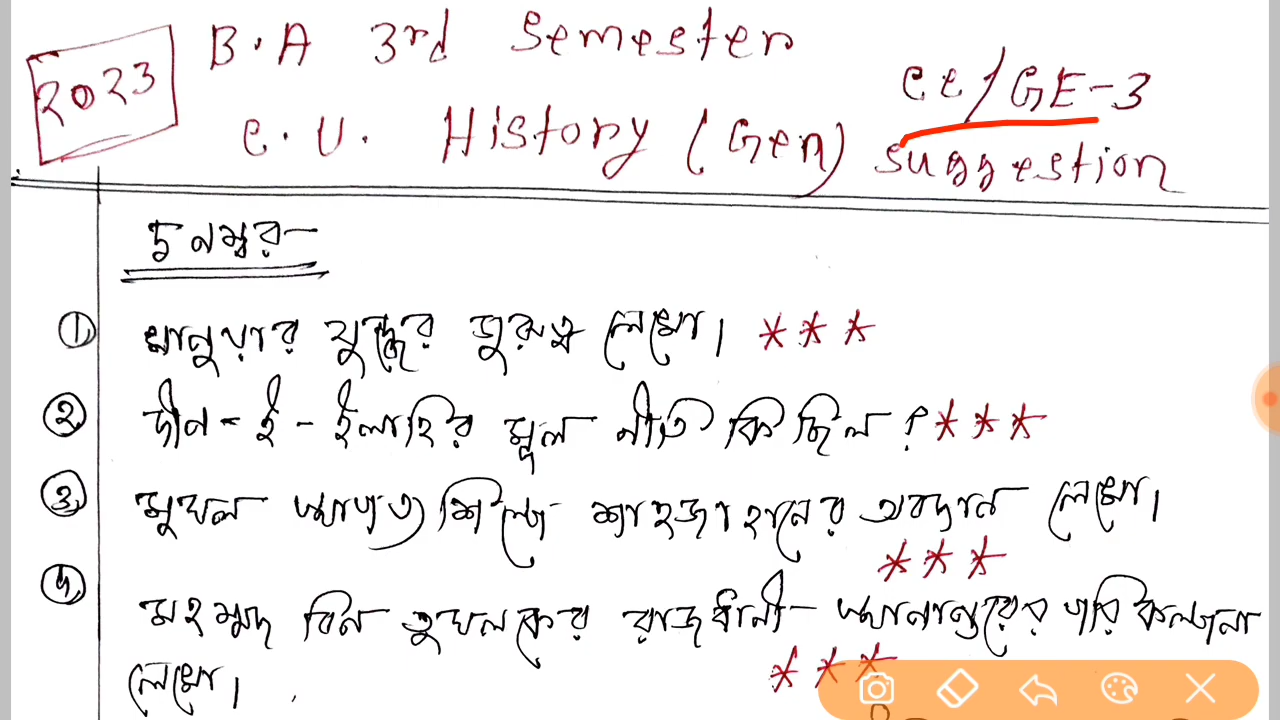 2023
B.A 3rd Semester
CC/GE-3
C.U. History (Gen) Suggestion
৮ নম্বর-
① খানুয়ার যুদ্ধের গুরুত্ব লেখো। ***
② দীন-ই-ইলাহির মূল নীতি কি ছিল? ***
③ মুঘল স্থাপত্য শিল্পে শাহজাহানের অবদান লেখো।
***
④ মহম্মদ বিন তুঘলকের রাজধানী স্থানান্তরের পরিকল্পনা
লেখো। ***